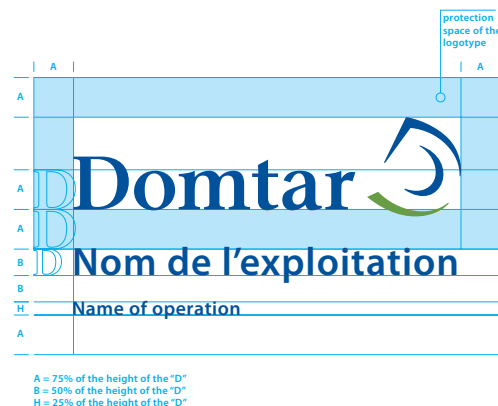 protection
space of the
logotype
A A
A
A
A
B
B
H
A
D
D
D
Domtar
Nom de l’exploitation
Name of operation
A = 75% of the height of the “D”
B = 50% of the height of the “D”
H = 25% of the height of the “D”